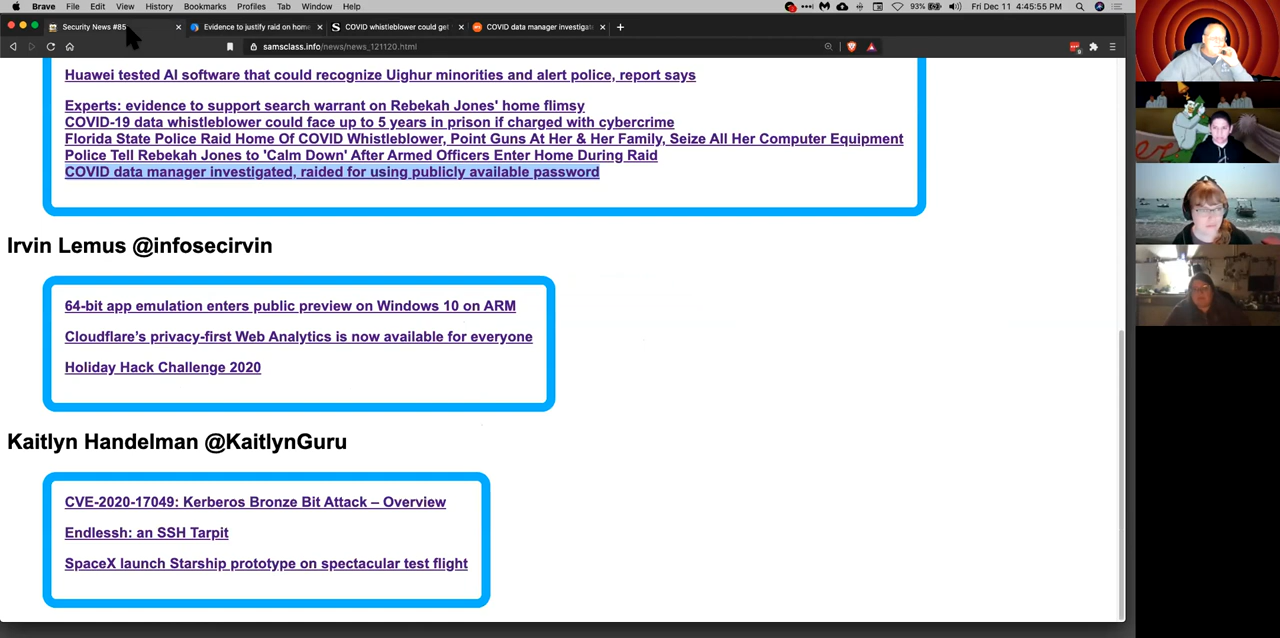 Brave File Edit View History Bookmarks Profiles Tab Window Help 93% Fri Dec 11 4:45:55 PM
Security News #85 Evidence to justify raid on hom COVID whistleblower could get COVID data manager investigat
samsclass.info/news/news_121120.html
Huawei tested AI software that could recognize Uighur minorities and alert police, report says
Experts: evidence to support search warrant on Rebekah Jones' home flimsy
COVID-19 data whistleblower could face up to 5 years in prison if charged with cybercrime
Florida State Police Raid Home Of COVID Whistleblower, Point Guns At Her & Her Family, Seize All Her Computer Equipment
Police Tell Rebekah Jones to 'Calm Down' After Armed Officers Enter Home During Raid
COVID data manager investigated, raided for using publicly available password
Irvin Lemus @infosecirvin
64-bit app emulation enters public preview on Windows 10 on ARM
Cloudflare's privacy-first Web Analytics is now available for everyone
Holiday Hack Challenge 2020
Kaitlyn Handelman @KaitlynGuru
CVE-2020-17049: Kerberos Bronze Bit Attack – Overview
Endlessh: an SSH Tarpit
SpaceX launch Starship prototype on spectacular test flight